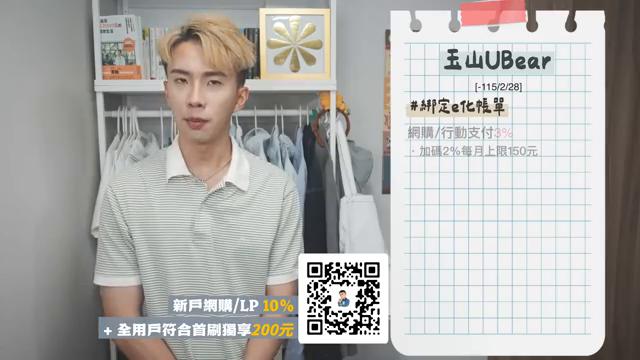 玉山UBear
[-115/2/28]
#綁定e化帳單
網購/行動支付3%
·加碼2%每月上限150元
新戶網購/LP 10%
+ 全用戶符合首刷獨享200元